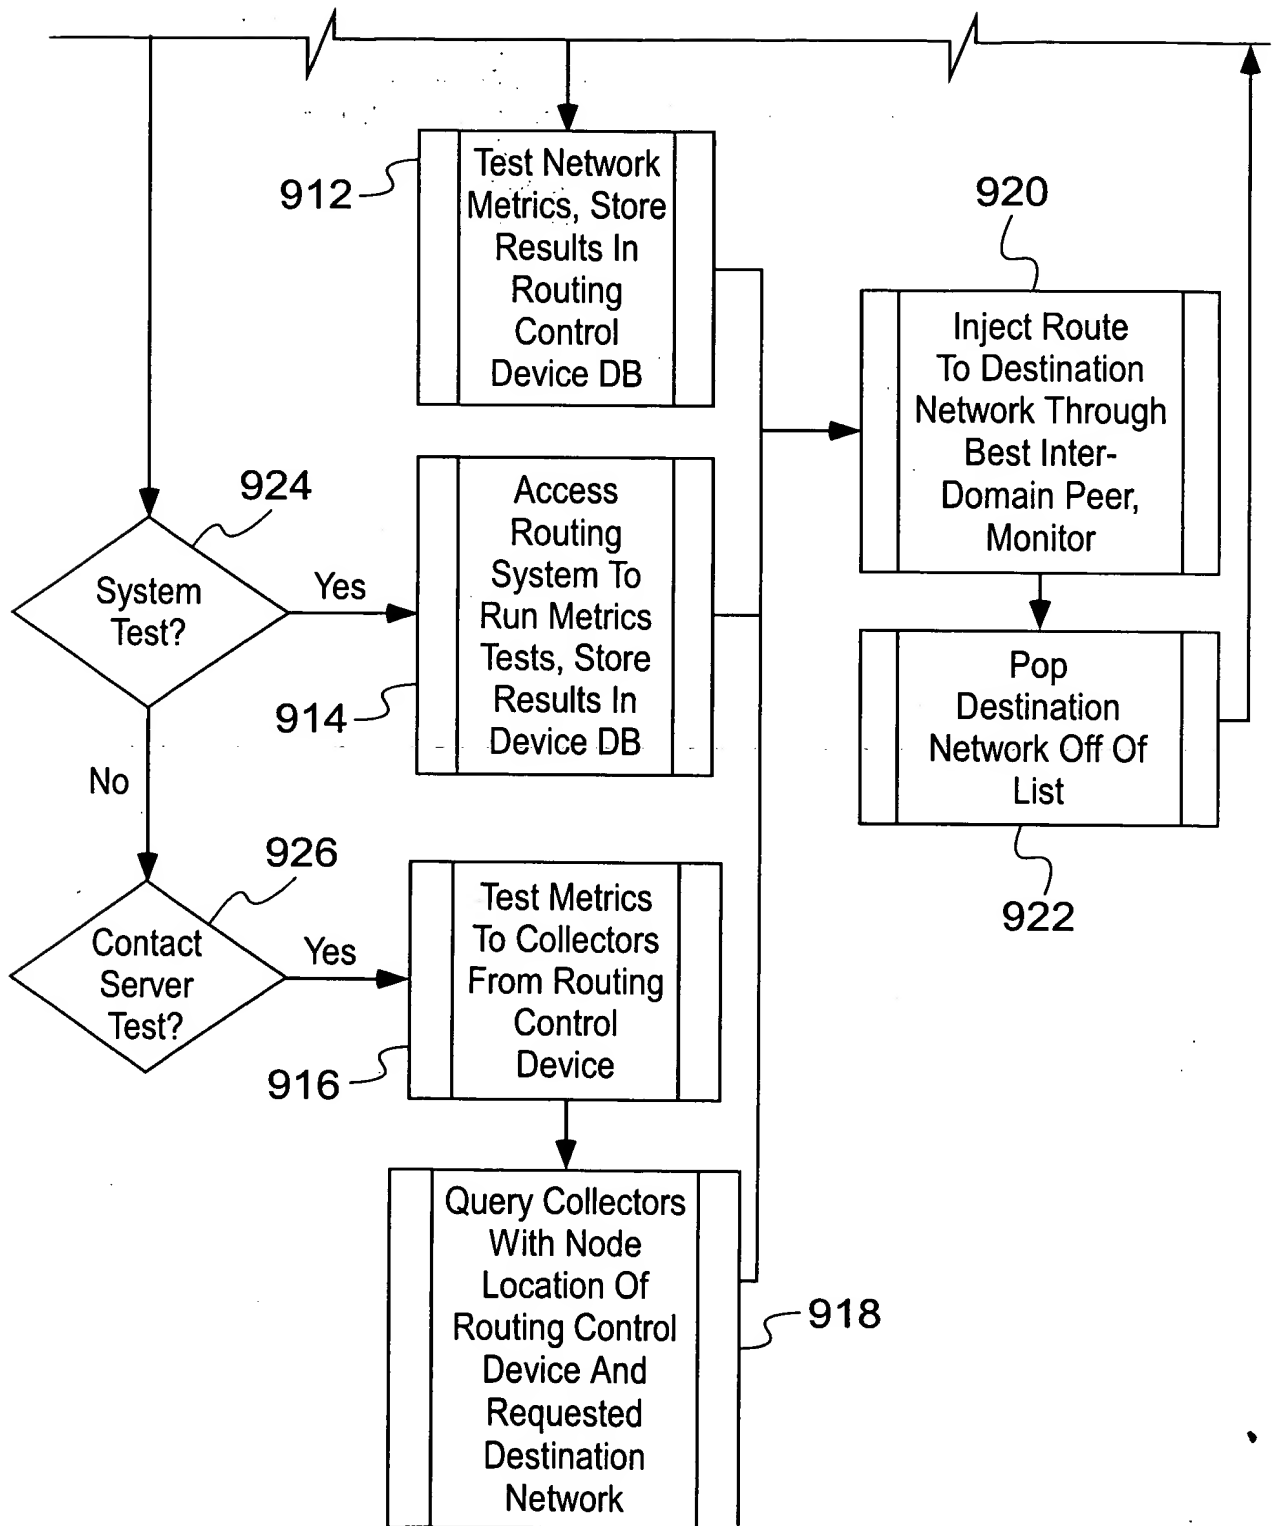 912
Test Network
Metrics, Store
Results In
Routing
Control
Device DB
920
Inject Route
To Destination
Network Through
Best Inter-
Domain Peer,
Monitor
924
System
Test?
Yes
No
914
Access
Routing
System To
Run Metrics
Tests, Store
Results In
Device DB
Pop
Destination
Network Off Of
List
922
926
Contact
Server
Test?
Yes
916
Test Metrics
To Collectors
From Routing
Control
Device
Query Collectors
With Node
Location Of
Routing Control
Device And
Requested
Destination
Network
918